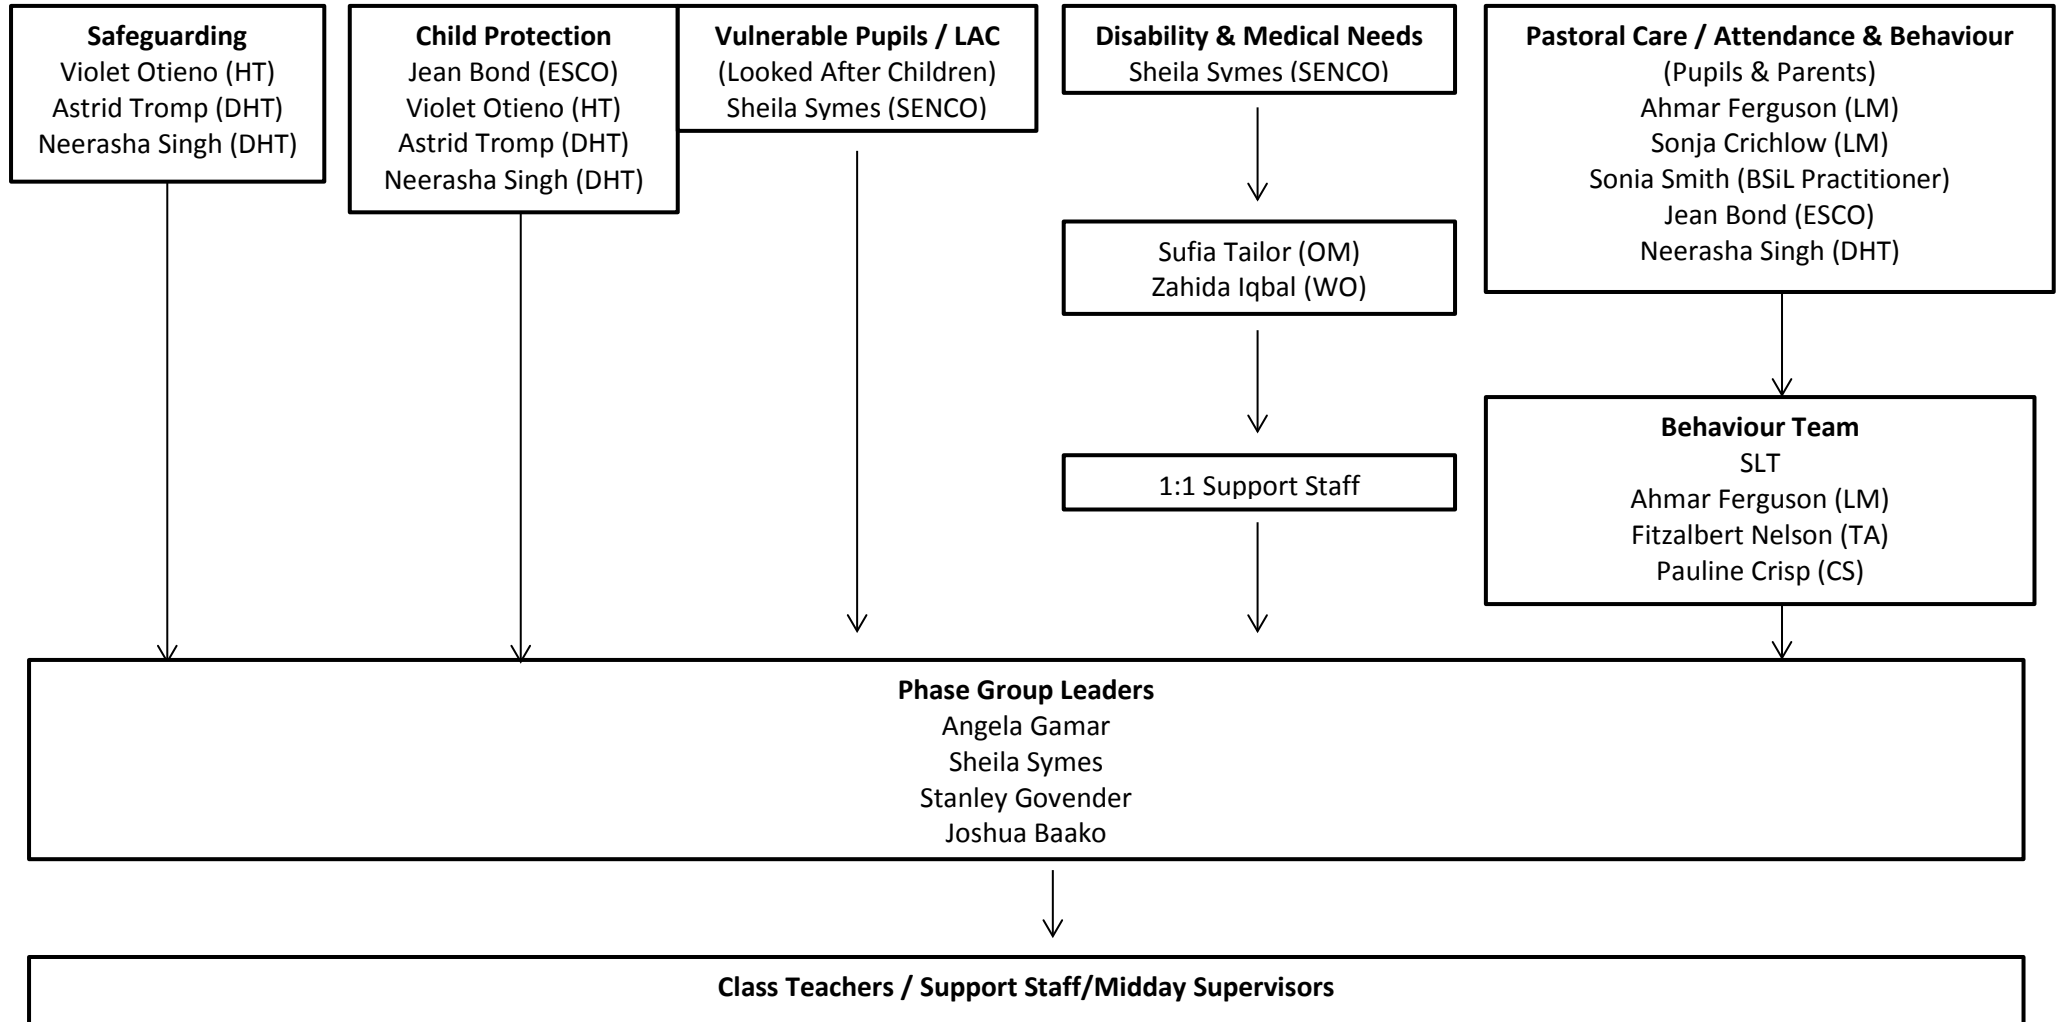 Safeguarding
Violet Otieno (HT)
Astrid Tromp (DHT)
Neerasha Singh (DHT)
Child Protection
Jean Bond (ESCO)
Violet Otieno (HT)
Astrid Tromp (DHT)
Neerasha Singh (DHT)
Vulnerable Pupils / LAC
(Looked After Children)
Sheila Symes (SENCO)
Disability & Medical Needs
Sheila Symes (SENCO)
Sufia Tailor (OM)
Zahida Iqbal (WO)
1:1 Support Staff
Pastoral Care / Attendance & Behaviour
(Pupils & Parents)
Ahmar Ferguson (LM)
Sonja Crichlow (LM)
Sonia Smith (BSiL Practitioner)
Jean Bond (ESCO)
Neerasha Singh (DHT)
Behaviour Team
SLT
Ahmar Ferguson (LM)
Fitzalbert Nelson (TA)
Pauline Crisp (CS)
Phase Group Leaders
Angela Gamar
Sheila Symes
Stanley Govender
Joshua Baako
Class Teachers / Support Staff/Midday Supervisors